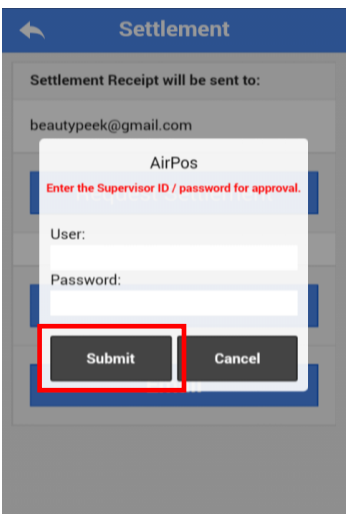 Settlement
Settlement Receipt will be sent to:
beautypeek@gmail.com
AirPos
Enter the Supervisor ID / password for approval.
User:
Password:
Submit
Cancel